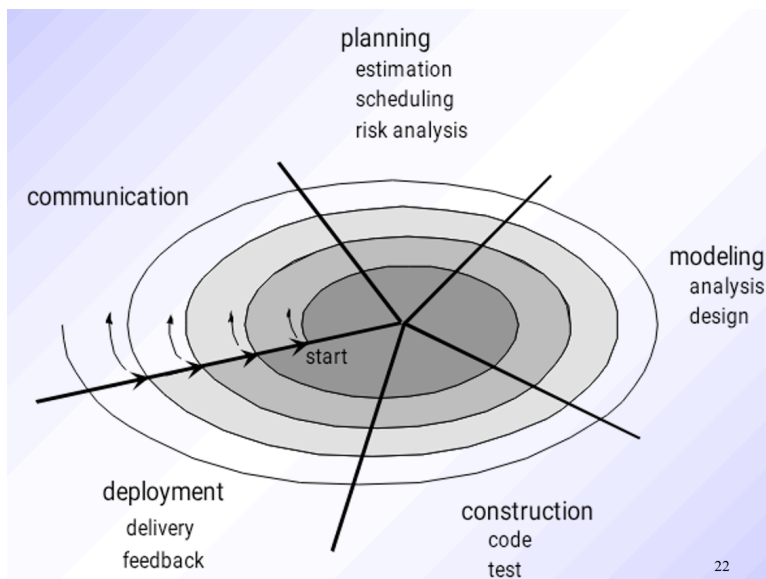 planning
estimation
scheduling
risk analysis
communication
modeling
analysis
design
start
deployment
delivery
feedback
construction
code
test
22